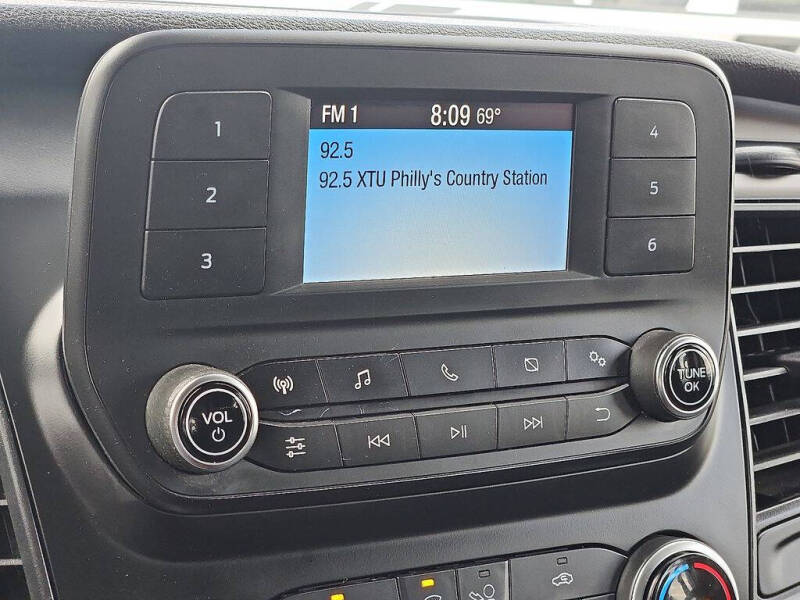 FM 1 8:09 69°
92.5
92.5 XTU Philly's Country Station
1
2
3
4
5
6
VOL
TUNE
OK